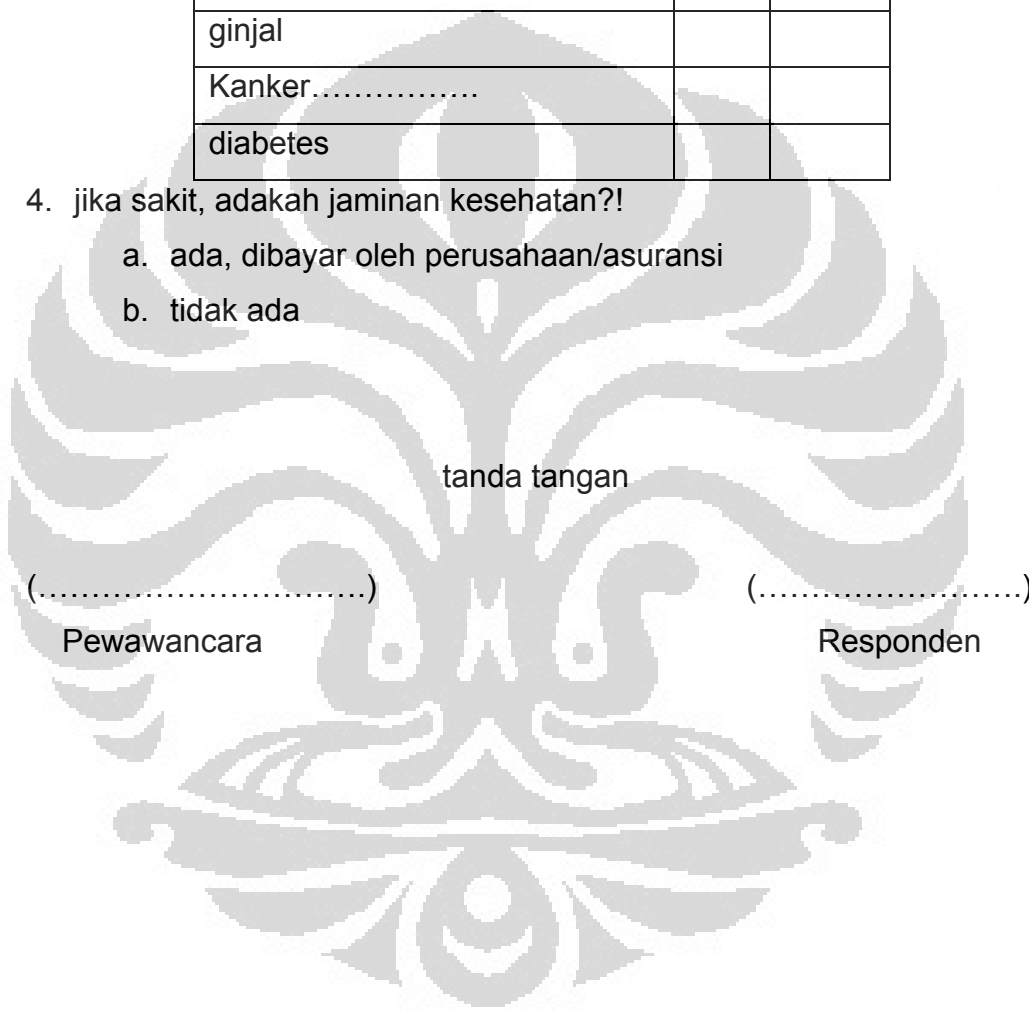 ginjal
Kanker…………….
diabetes
4. jika sakit, adakah jaminan kesehatan?!
a. ada, dibayar oleh perusahaan/asuransi
b. tidak ada
tanda tangan
(………………………….) (…….……………….)
Pewawancara Responden